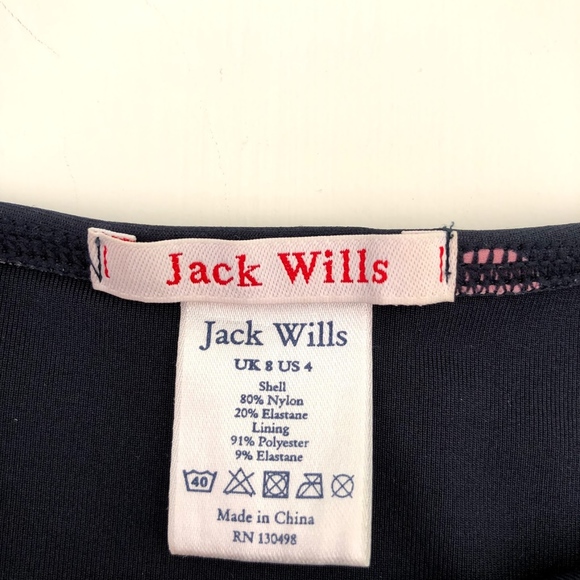 Jack Wills
Jack Wills
UK 8 US 4
Shell
80% Nylon
20% Elastane
Lining
91% Polyester
9% Elastane
40
Made in China
RN 130498